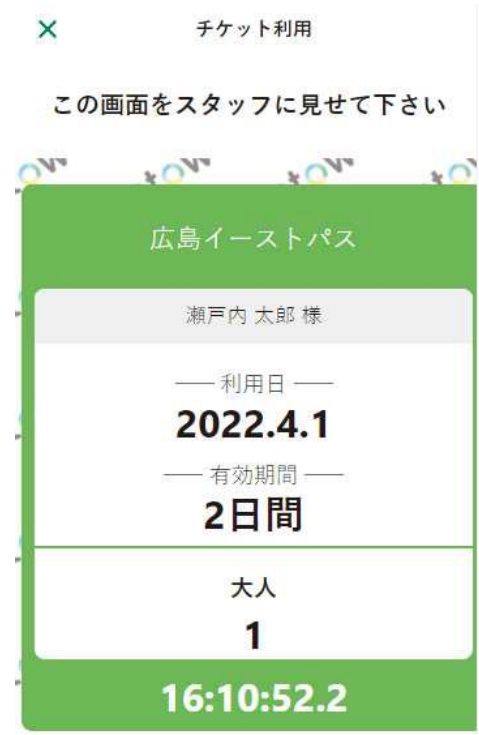 チケット利用
この画面をスタッフに見せて下さい
広島イーストパス
瀬戸内 太郎 様
利用日
2022.4.1
有効期間
2日間
大人
1
16:10:52.2